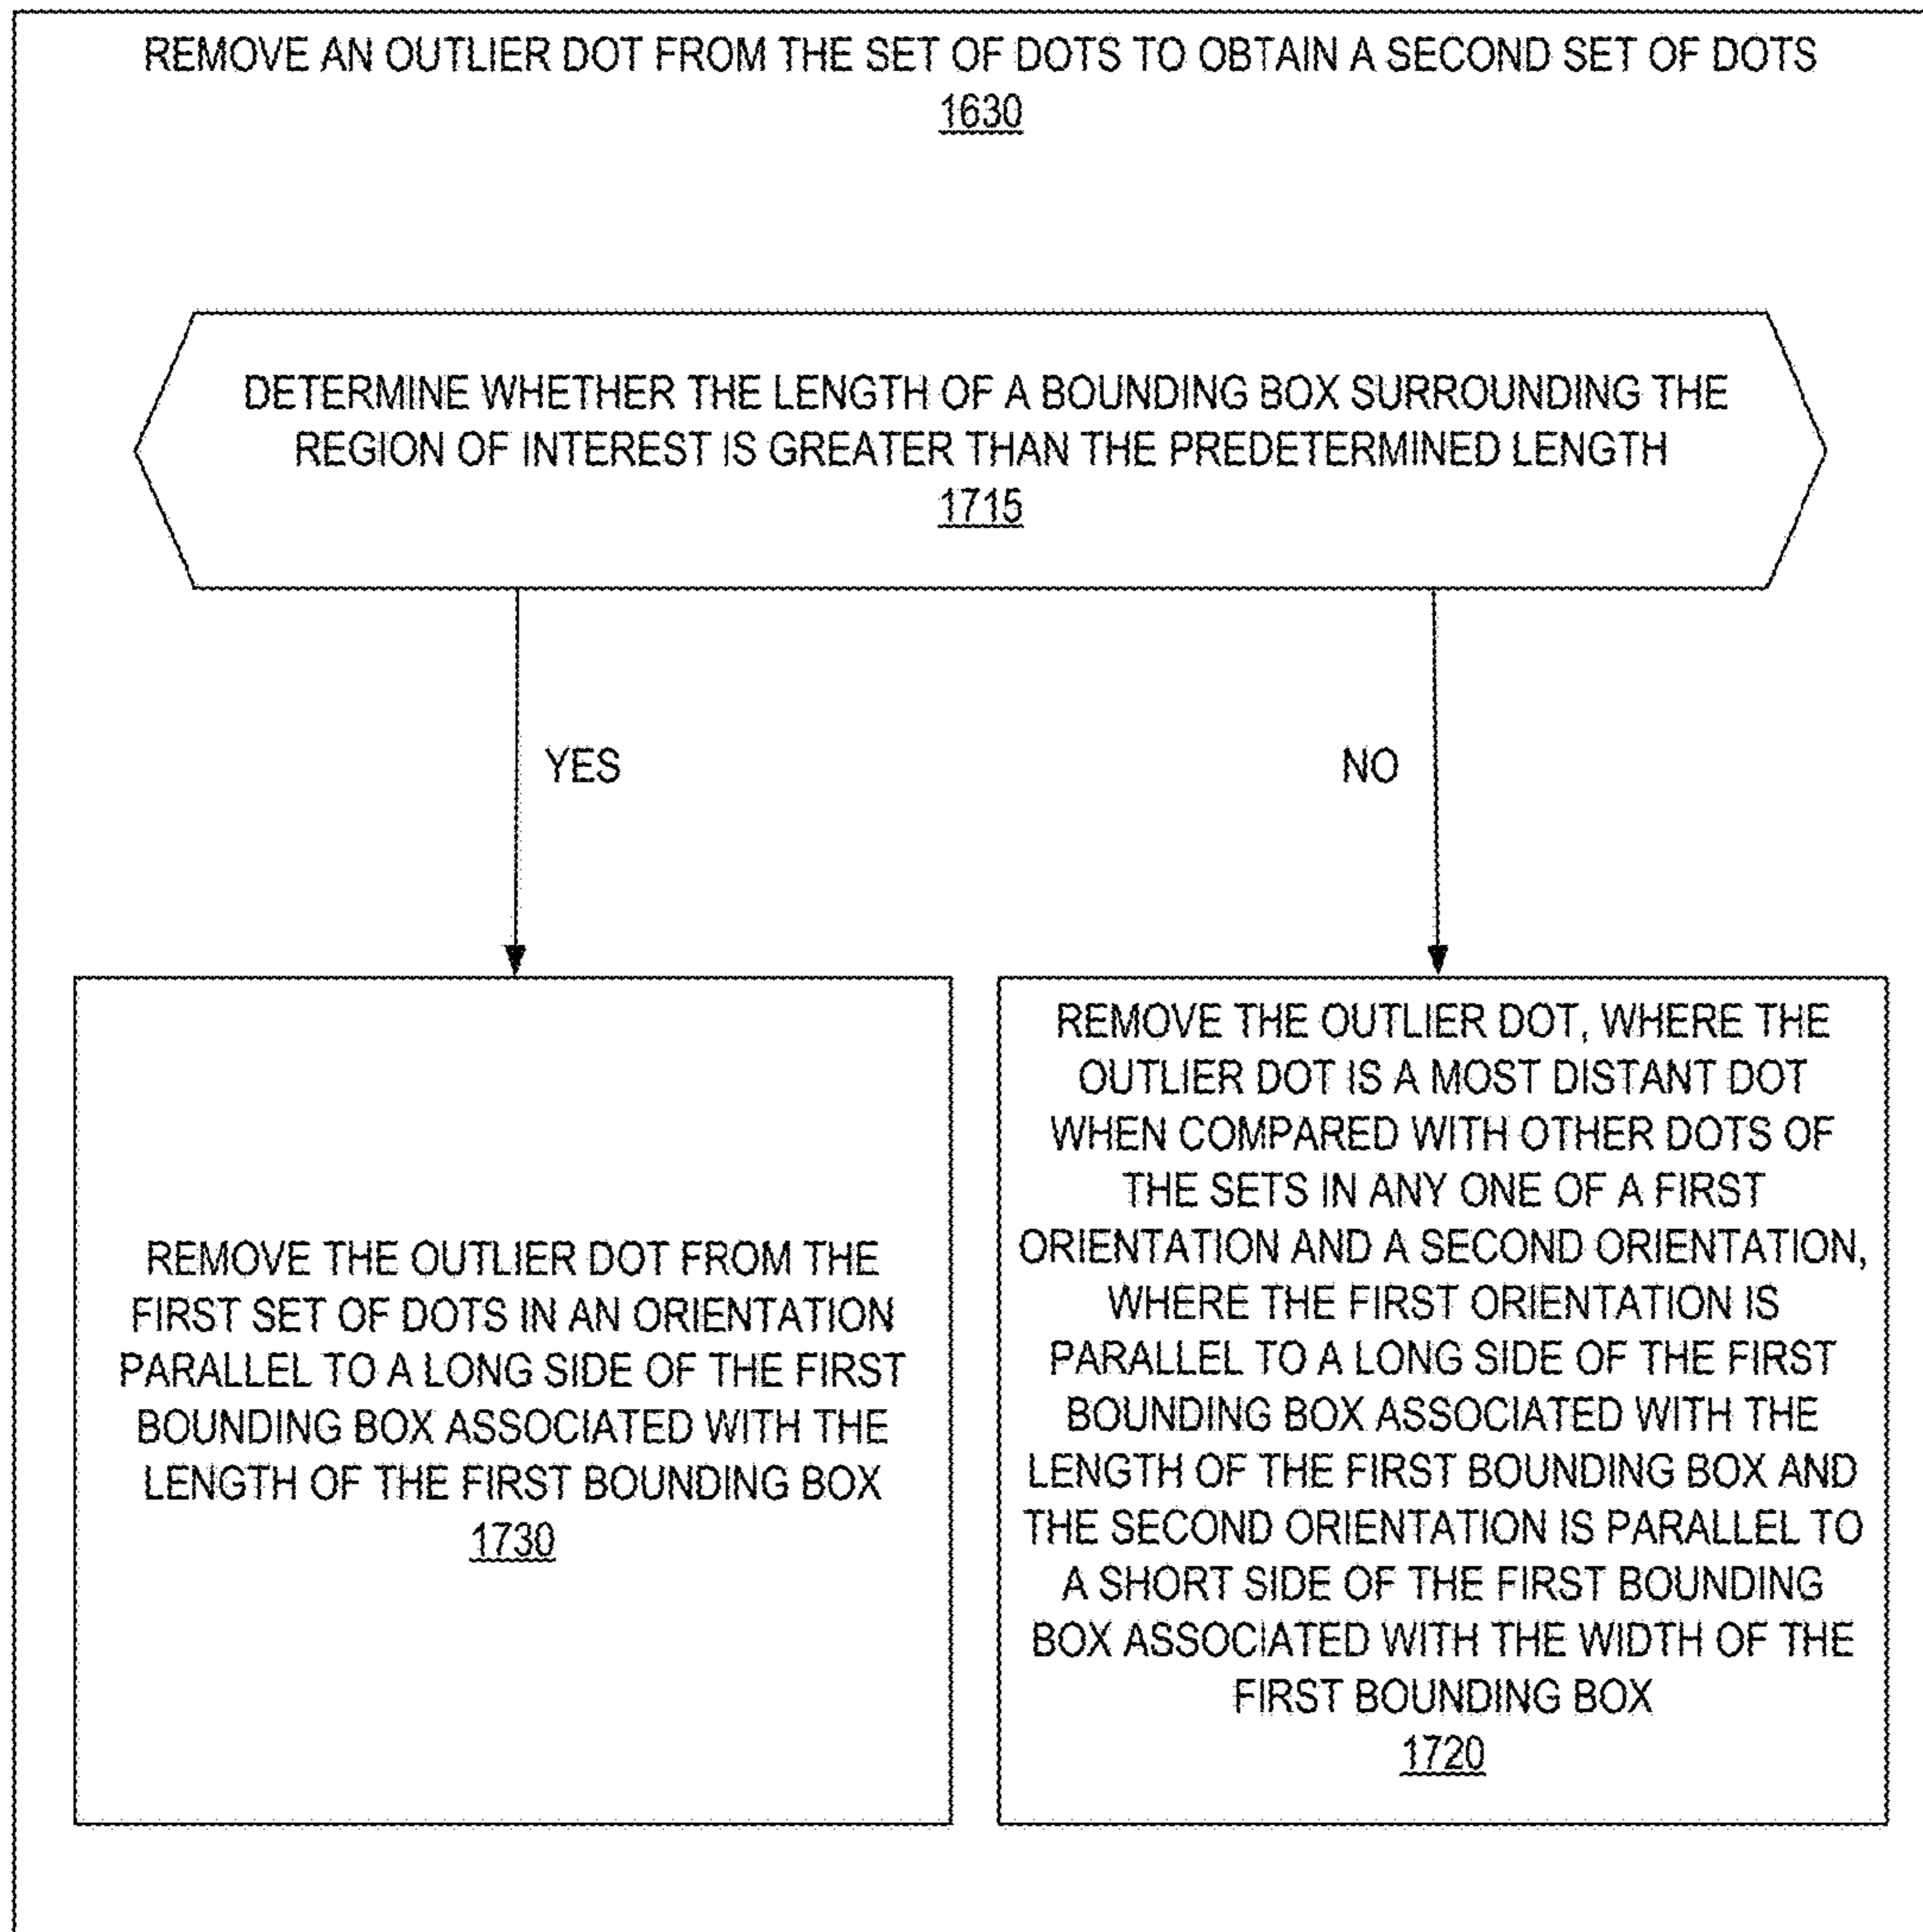 REMOVE AN OUTLIER DOT FROM THE SET OF DOTS TO OBTAIN A SECOND SET OF DOTS
1630
DETERMINE WHETHER THE LENGTH OF A BOUNDING BOX SURROUNDING THE
REGION OF INTEREST IS GREATER THAN THE PREDETERMINED LENGTH
1715
YES
NO
REMOVE THE OUTLIER DOT FROM THE
FIRST SET OF DOTS IN AN ORIENTATION
PARALLEL TO A LONG SIDE OF THE FIRST
BOUNDING BOX ASSOCIATED WITH THE
LENGTH OF THE FIRST BOUNDING BOX
1730
REMOVE THE OUTLIER DOT, WHERE THE
OUTLIER DOT IS A MOST DISTANT DOT
WHEN COMPARED WITH OTHER DOTS OF
THE SETS IN ANY ONE OF A FIRST
ORIENTATION AND A SECOND ORIENTATION,
WHERE THE FIRST ORIENTATION IS
PARALLEL TO A LONG SIDE OF THE FIRST
BOUNDING BOX ASSOCIATED WITH THE
LENGTH OF THE FIRST BOUNDING BOX AND
THE SECOND ORIENTATION IS PARALLEL TO
A SHORT SIDE OF THE FIRST BOUNDING
BOX ASSOCIATED WITH THE WIDTH OF THE
FIRST BOUNDING BOX
1720